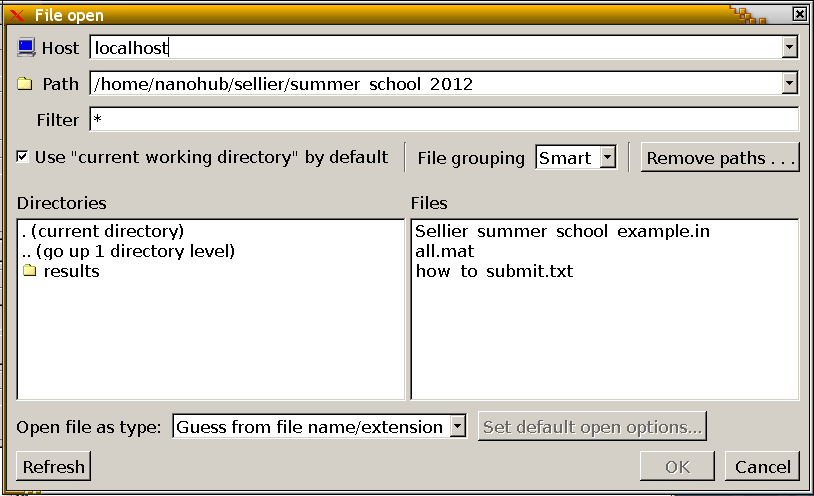 File open
Host localhost
Path /home/nanohub/sellier/summer school 2012
Filter *
Use "current working directory" by default File grouping Smart Remove paths . . .
Directories Files
. (current directory) Sellier summer school example.in
.. (go up 1 directory level) all.mat
results how to submit.txt
Open file as type: Guess from file name/extension Set default open options...
Refresh OK Cancel